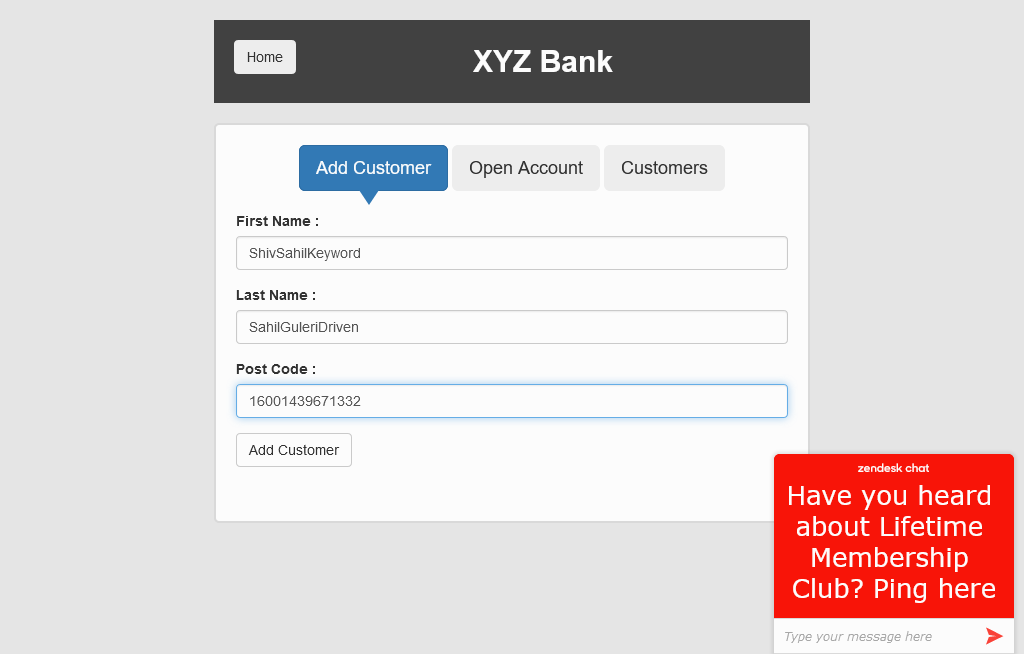 Home
XYZ Bank
Add Customer
Open Account
Customers
First Name :
ShivSahilKeyword
Last Name :
SahilGuleriDriven
Post Code :
16001439671332
Add Customer
zendesk chat
Have you heard
about Lifetime
Membership
Club? Ping here
Type your message here